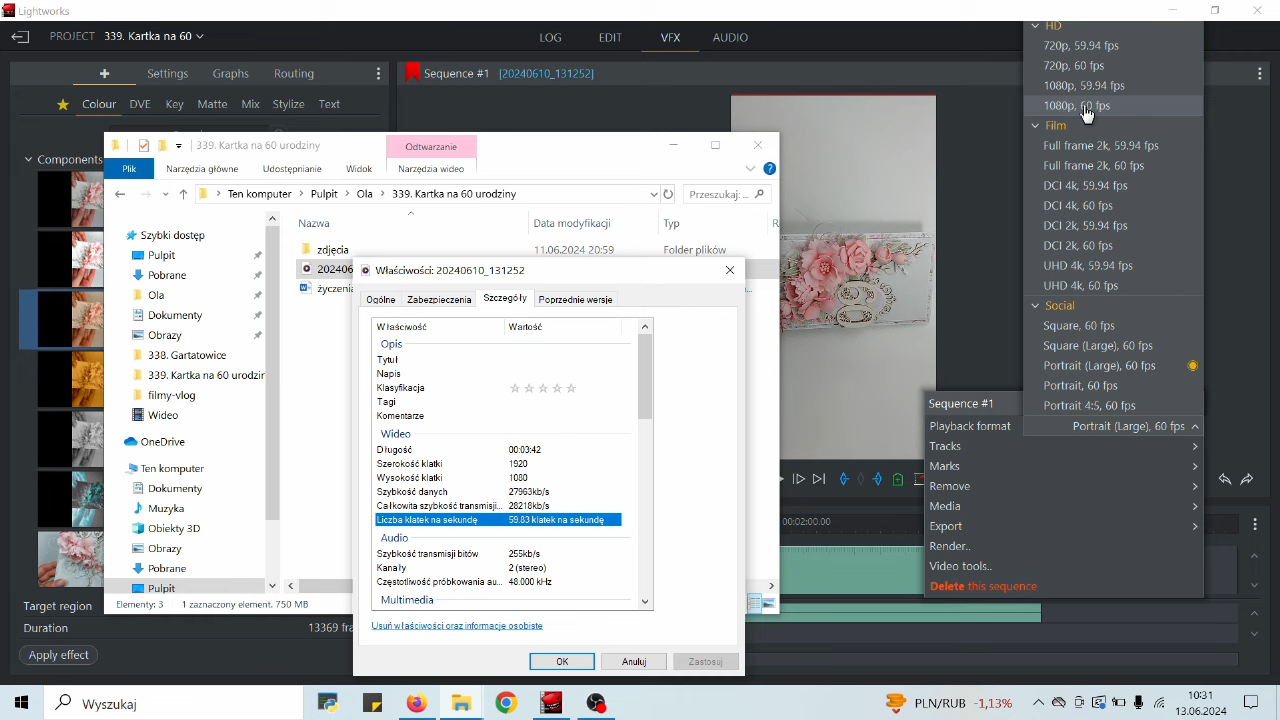 Lightworks
PROJECT 339. Kartka na 60
LOG EDIT VFX AUDIO
+ Settings Graphs Routing
Colour DVE Key Matte Mix Stylize Text
Components
Target region
Duration 13369 fra
Apply effect
Sequence #1 [20240610_131252]
339. Kartka na 60 urodziny
Odtwarzanie
Plik Narzędzia główne Udostępnianie Widok Narzędzia wideo
Ten komputer > Pulpit > Ola > 339. Kartka na 60 urodziny
Przeszukaj: ...
Nazwa Data modyfikacji Typ R
zdjęcia 11.06.2024 20:59 Folder plików
202406
życzenia
Szybki dostęp
Pulpit
Pobrane
Ola
Dokumenty
Obrazy
338. Gartatowice
339. Kartka na 60 urodzin
filmy-vlog
Wideo
OneDrive
Ten komputer
Dokumenty
Muzyka
Obiekty 3D
Obrazy
Pobrane
Pulpit
Elementy: 3 1 zaznaczony element. 750 MB
Właściwości: 20240610_131252
Ogólne Zabezpieczenia Szczegóły Poprzednie wersje
Właściwość Wartość
Opis
Tytuł
Napis
Klasyfikacja
Tagi
Komentarze
Wideo
Długość 00:03:42
Szerokość klatki 1920
Wysokość klatki 1080
Szybkość danych 27963kb/s
Całkowita szybkość transmisji... 28218kb/s
Liczba klatek na sekundę 59.83 klatek na sekundę
Audio
Szybkość transmisji bitów 255kb/s
Kanały 2 (stereo)
Częstotliwość próbkowania au... 48.000 kHz
Multimedia
Usuń właściwości oraz informacje osobiste
OK Anuluj Zastosuj
HD
720p, 59.94 fps
720p, 60 fps
1080p, 59.94 fps
1080p, 60 fps
Film
Full frame 2k, 59.94 fps
Full frame 2k, 60 fps
DCI 4k, 59.94 fps
DCI 4k, 60 fps
DCI 2k, 59.94 fps
DCI 2k, 60 fps
UHD 4k, 59.94 fps
UHD 4k, 60 fps
Social
Square, 60 fps
Square (Large), 60 fps
Portrait (Large), 60 fps
Portrait, 60 fps
Portrait 4:5, 60 fps
Sequence #1
Playback format Portrait (Large), 60 fps
Tracks
Marks
Remove
Media
Export
Render..
Video tools..
Delete this sequence
00:02:00.00
Wyszukaj
PLN/RUB -1,13%
10:31
13.06.2024